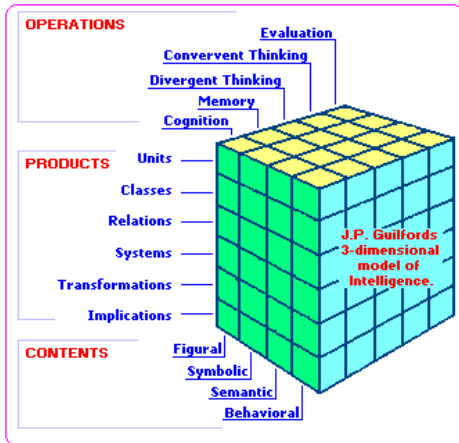 OPERATIONS
Evaluation
Convervent Thinking
Divergent Thinking
Memory
Cognition
PRODUCTS
Units
Classes
Relations
Systems
Transformations
Implications
J.P. Guilfords
3-dimensional
model of
Intelligence.
CONTENTS
Figural
Symbolic
Semantic
Behavioral